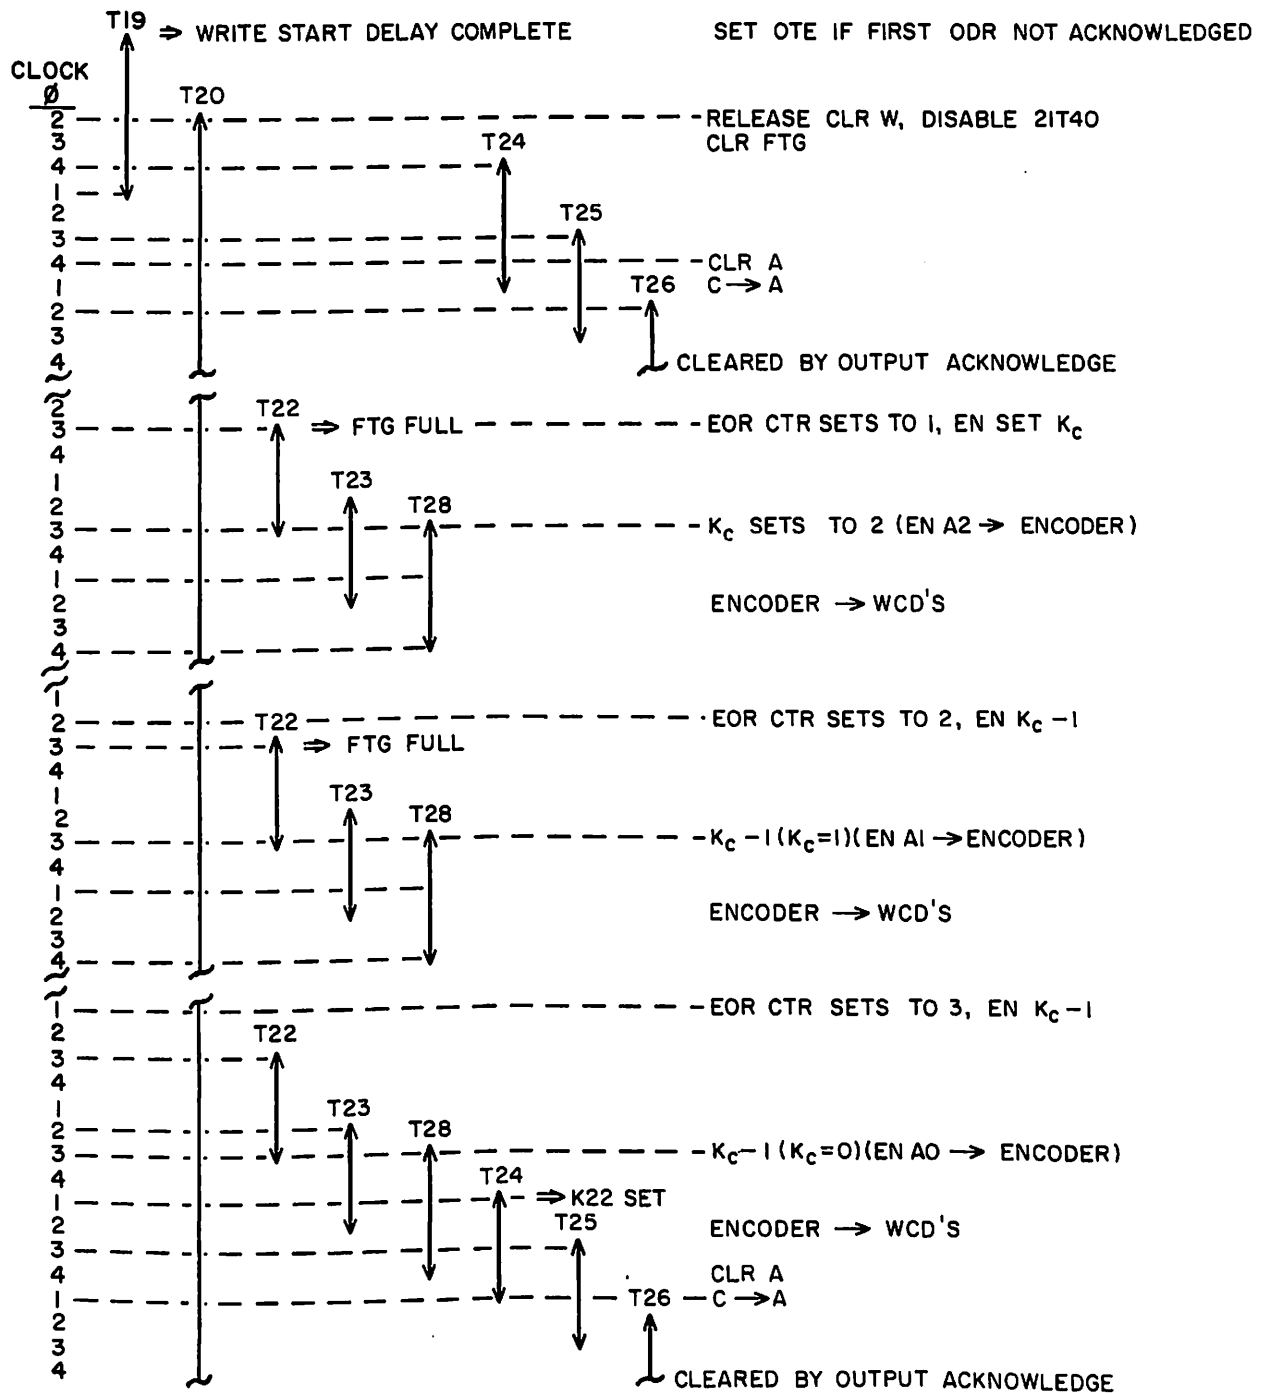 T19 ⇒ WRITE START DELAY COMPLETE SET OTE IF FIRST ODR NOT ACKNOWLEDGED
CLOCK
Ø
T20
2 RELEASE CLR W, DISABLE 21T40
3 T24 CLR FTG
4
1
2 T25
3
4 CLR A
1 T26 C → A
2
3
4 CLEARED BY OUTPUT ACKNOWLEDGE
2 T22
3 ⇒ FTG FULL EOR CTR SETS TO 1, EN SET Kc
4
1 T23
2 T28
3 Kc SETS TO 2 (EN A2 → ENCODER)
4
1
2 ENCODER → WCD'S
3
4
1
2 T22 EOR CTR SETS TO 2, EN Kc -1
3 ⇒ FTG FULL
4
1 T23
2 T28
3 Kc -1 (Kc=1)(EN A1 → ENCODER)
4
1
2 ENCODER → WCD'S
3
4
1 EOR CTR SETS TO 3, EN Kc -1
2 T22
3
4
1 T23
2 T28
3 Kc-1 (Kc=0)(EN A0 → ENCODER)
4 T24
1 ⇒ K22 SET
2 T25 ENCODER → WCD'S
3
4 CLR A
1 T26 C → A
2
3
4 CLEARED BY OUTPUT ACKNOWLEDGE